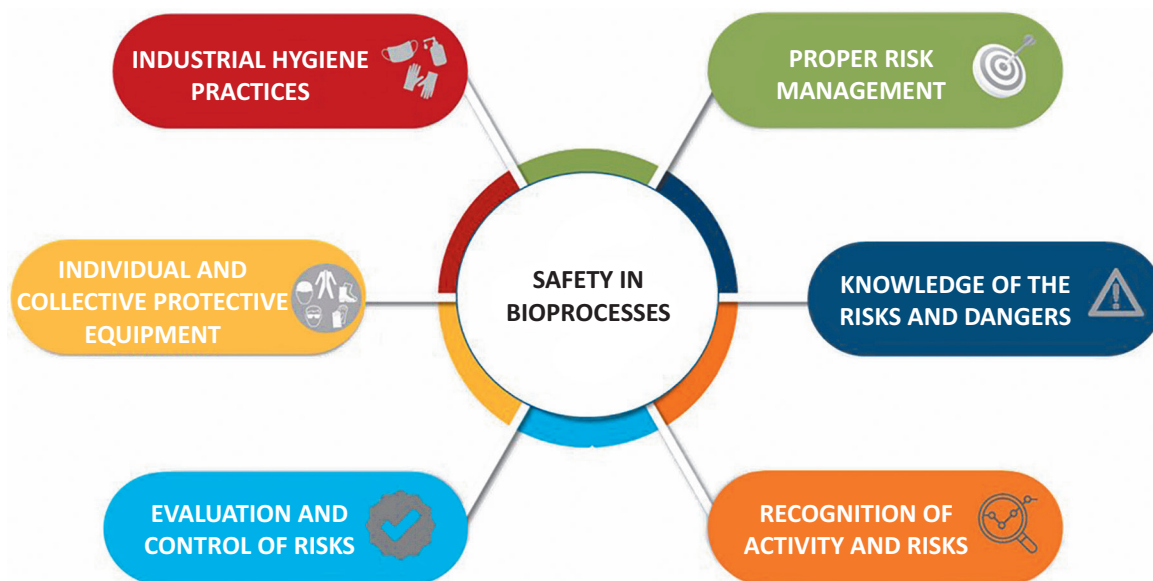 INDUSTRIAL HYGIENE
PRACTICES
PROPER RISK
MANAGEMENT
INDIVIDUAL AND
COLLECTIVE PROTECTIVE
EQUIPMENT
SAFETY IN
BIOPROCESSES
KNOWLEDGE OF THE
RISKS AND DANGERS
EVALUATION AND
CONTROL OF RISKS
RECOGNITION OF
ACTIVITY AND RISKS